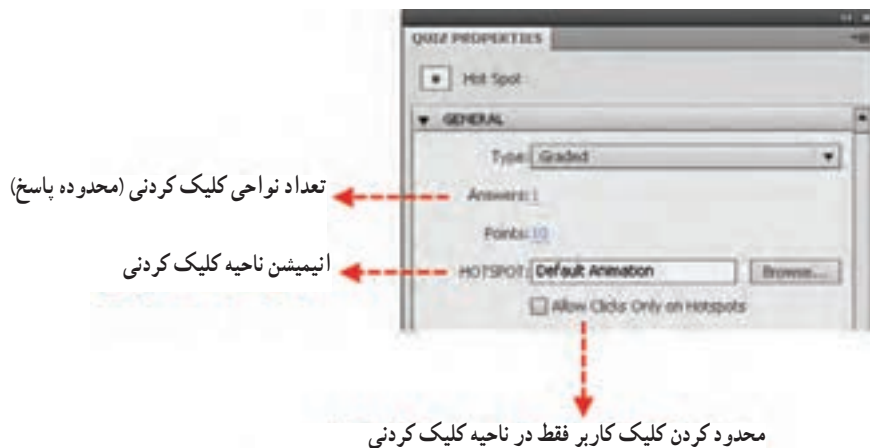 QUIZ PROPERTIES
Hot Spot
GENERAL
Type: Graded
تعداد نواحی کلیک کردنی (محدوده پاسخ)
Answers: 1
Points: 10
انیمیشن ناحیه کلیک کردنی
HOTSPOT: Default Animation Browse...
Allow Clicks Only on Hotspots
محدود کردن کلیک کاربر فقط در ناحیه کلیک کردنی